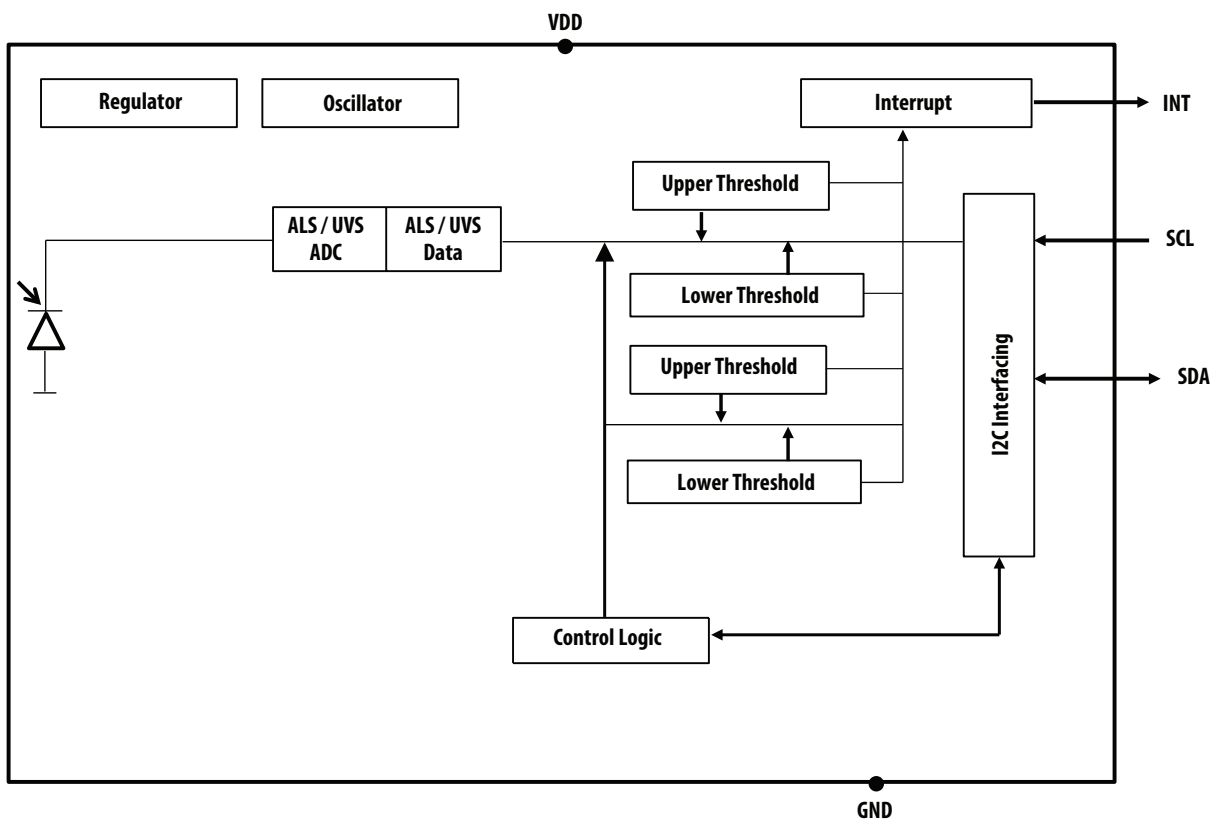 VDD
Regulator
Oscillator
Interrupt
INT
Upper Threshold
ALS / UVS
ADC
ALS / UVS
Data
SCL
Lower Threshold
Upper Threshold
SDA
I2C Interfacing
Lower Threshold
Control Logic
GND